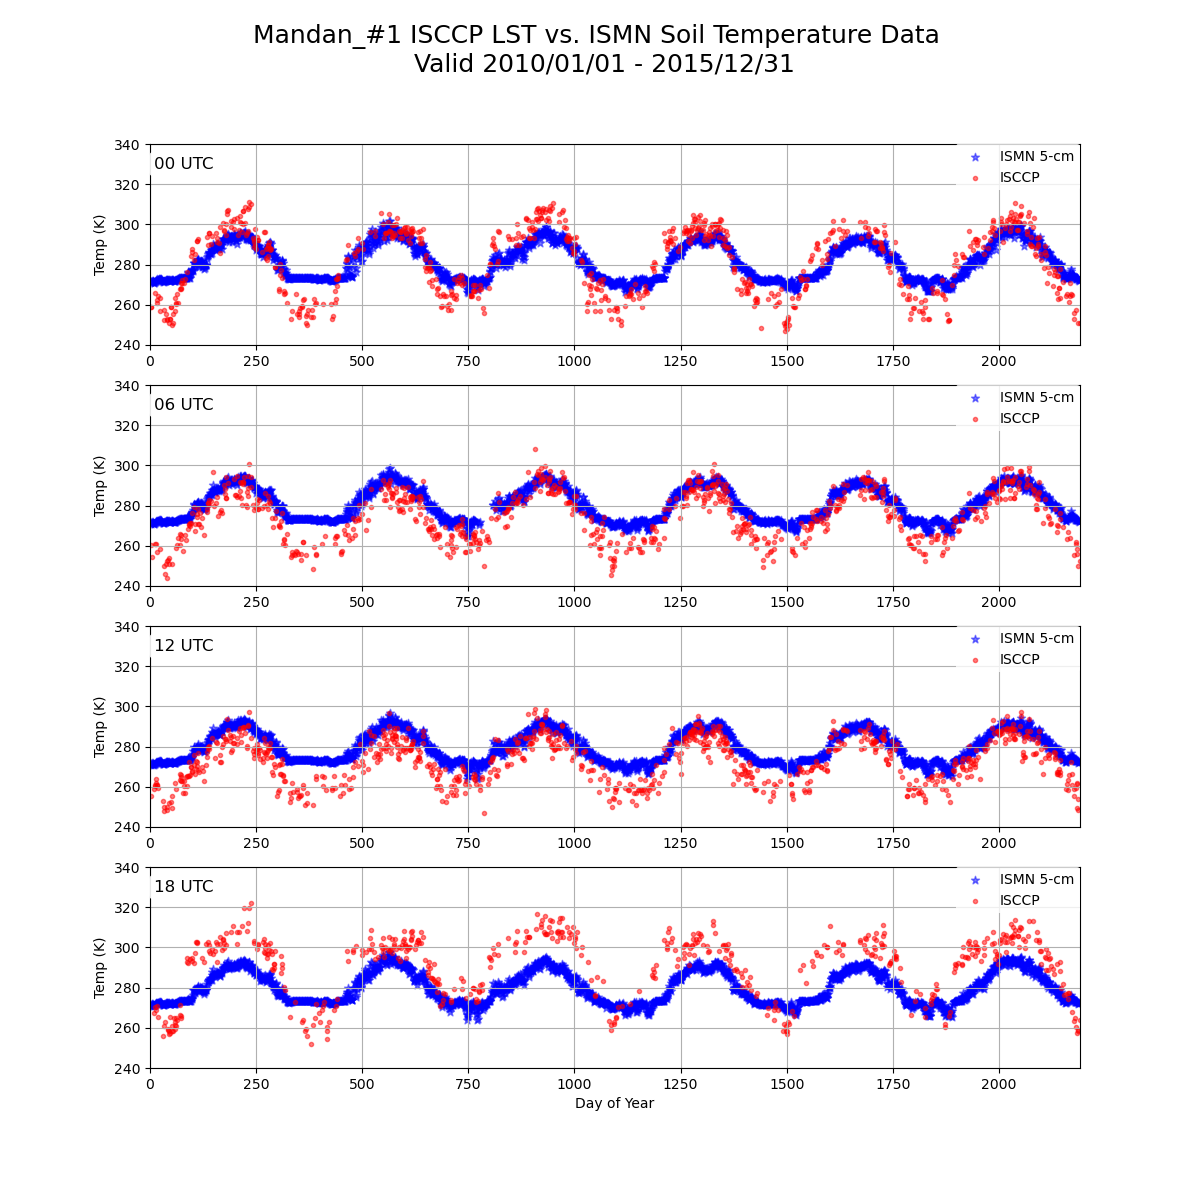 Mandan_#1 ISCCP LST vs. ISMN Soil Temperature Data
Valid 2010/01/01 - 2015/12/31
340
320
300
280
260
240
Temp (K)
00 UTC
ISMN 5-cm
ISCCP
0 250 500 750 1000 1250 1500 1750 2000
340
320
300
280
260
240
Temp (K)
06 UTC
ISMN 5-cm
ISCCP
0 250 500 750 1000 1250 1500 1750 2000
340
320
300
280
260
240
Temp (K)
12 UTC
ISMN 5-cm
ISCCP
0 250 500 750 1000 1250 1500 1750 2000
340
320
300
280
260
240
Temp (K)
18 UTC
ISMN 5-cm
ISCCP
0 250 500 750 1000 1250 1500 1750 2000
Day of Year